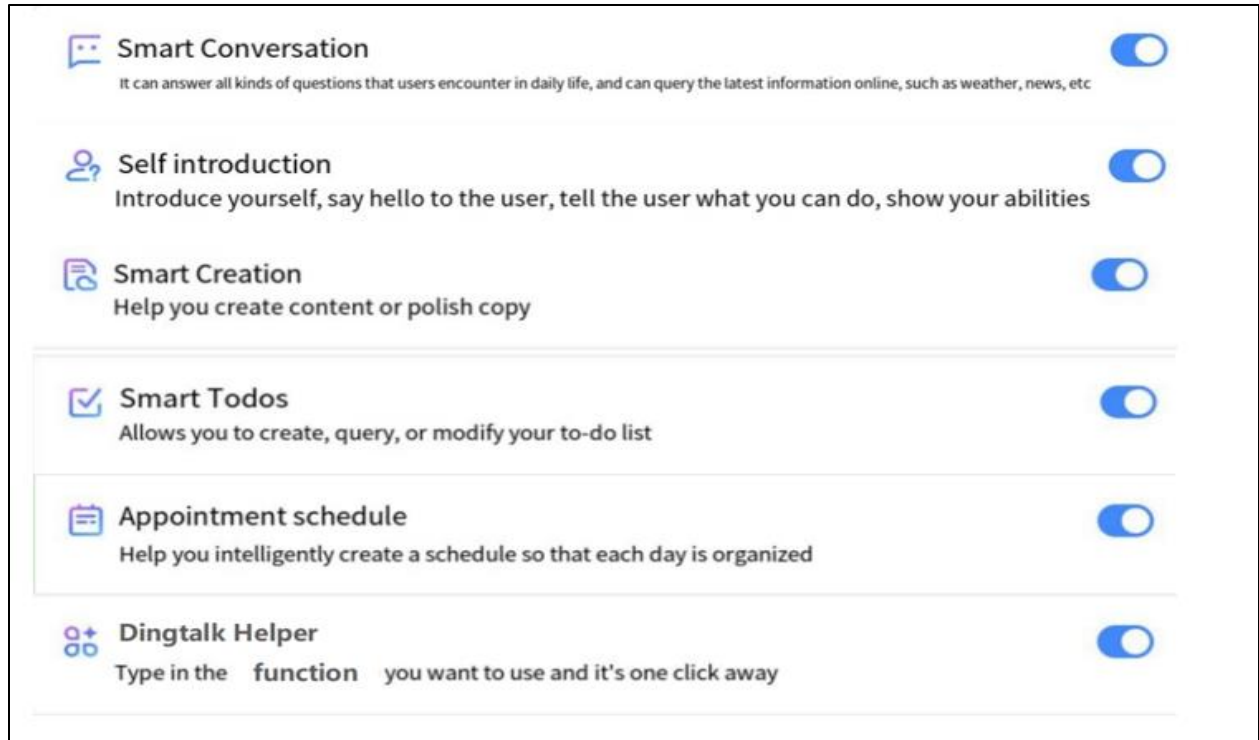 Smart Conversation
It can answer all kinds of questions that users encounter in daily life, and can query the latest information online, such as weather, news, etc
Self introduction
Introduce yourself, say hello to the user, tell the user what you can do, show your abilities
Smart Creation
Help you create content or polish copy
Smart Todos
Allows you to create, query, or modify your to-do list
Appointment schedule
Help you intelligently create a schedule so that each day is organized
Dingtalk Helper
Type in the function you want to use and it's one click away